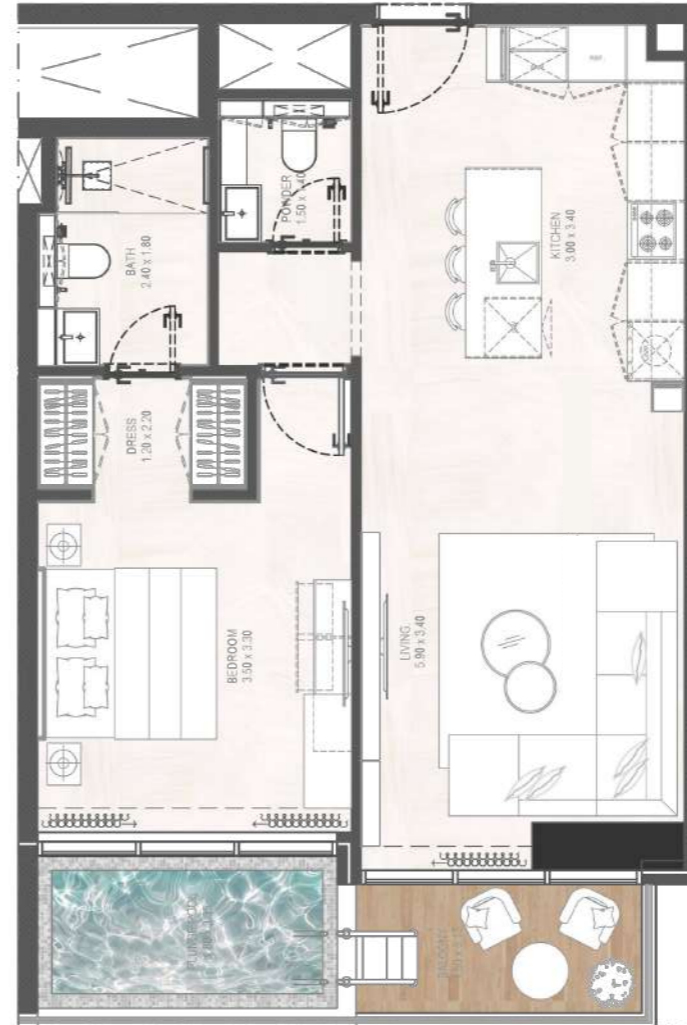 POWDER
1.50 x 1.40
KITCHEN
3.00 x 3.40
BATH
2.40 x 1.80
DRESS
1.20 x 2.20
BEDROOM
3.50 x 3.30
LIVING
5.90 x 3.40
BALCONY